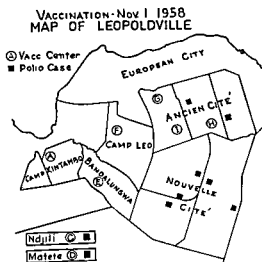 VACCINATION-NOV 1 1958
MAP OF LEOPOLDVILLE
A VACC CENTER
POLIO CASE
EUROPEAN CITY
G
ANCIEN CITÉ
F
I
H
CAMP LEO
A
CAMP KINTAMBO
BANDALUNGWA
E
NOUVELLE
CITÉ
Ndjili C
Matete D